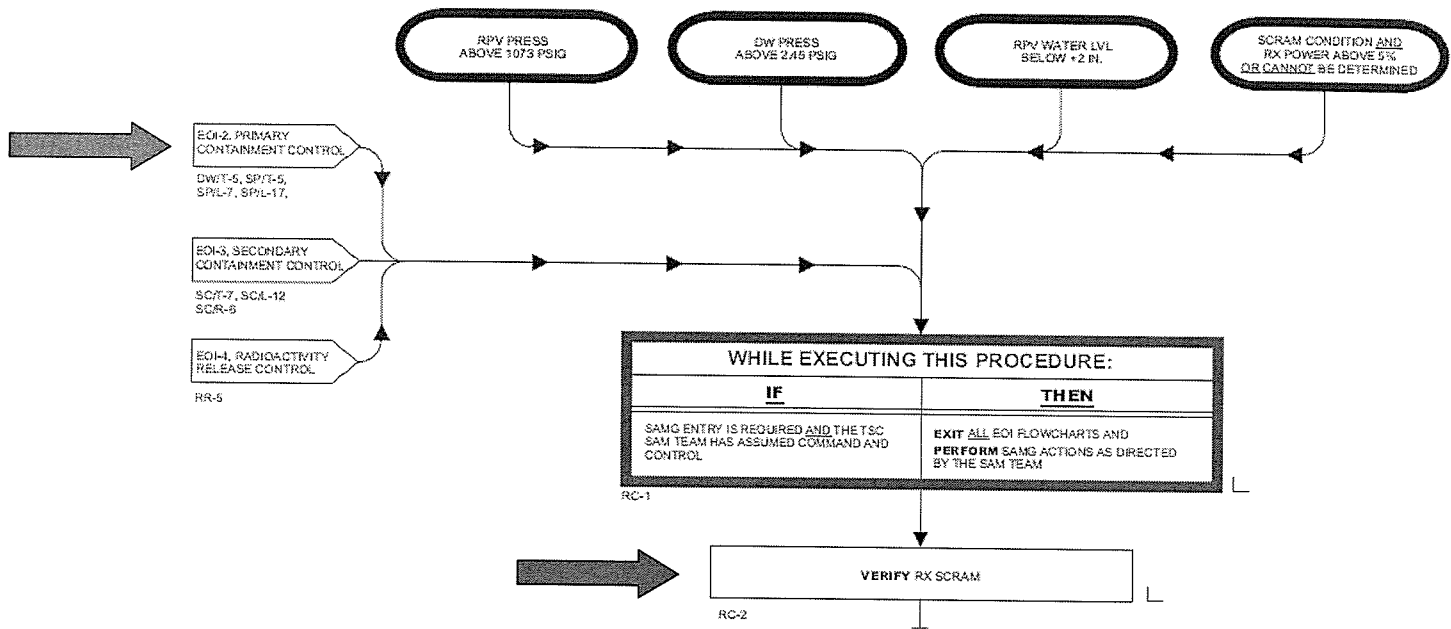 RPV PRESS
ABOVE 1073 PSIG
DW PRESS
ABOVE 2.45 PSIG
RPV WATER LVL
BELOW +2 IN.
SCRAM CONDITION AND
RX POWER ABOVE 5%
OR CANNOT BE DETERMINED
EOI-2, PRIMARY
CONTAINMENT CONTROL
DW/T-5, SP/T-5,
SP/L-7, SP/L-17,
EOI-3, SECONDARY
CONTAINMENT CONTROL
SC/T-7, SC/L-12
SC/R-6
EOI-4, RADIOACTIVITY
RELEASE CONTROL
RR-5
WHILE EXECUTING THIS PROCEDURE:
IF
THEN
SAMG ENTRY IS REQUIRED AND THE TSC
SAM TEAM HAS ASSUMED COMMAND AND
CONTROL
EXIT ALL EOI FLOWCHARTS AND
PERFORM SAMG ACTIONS AS DIRECTED
BY THE SAM TEAM
RC-1
L
VERIFY RX SCRAM
L
RC-2